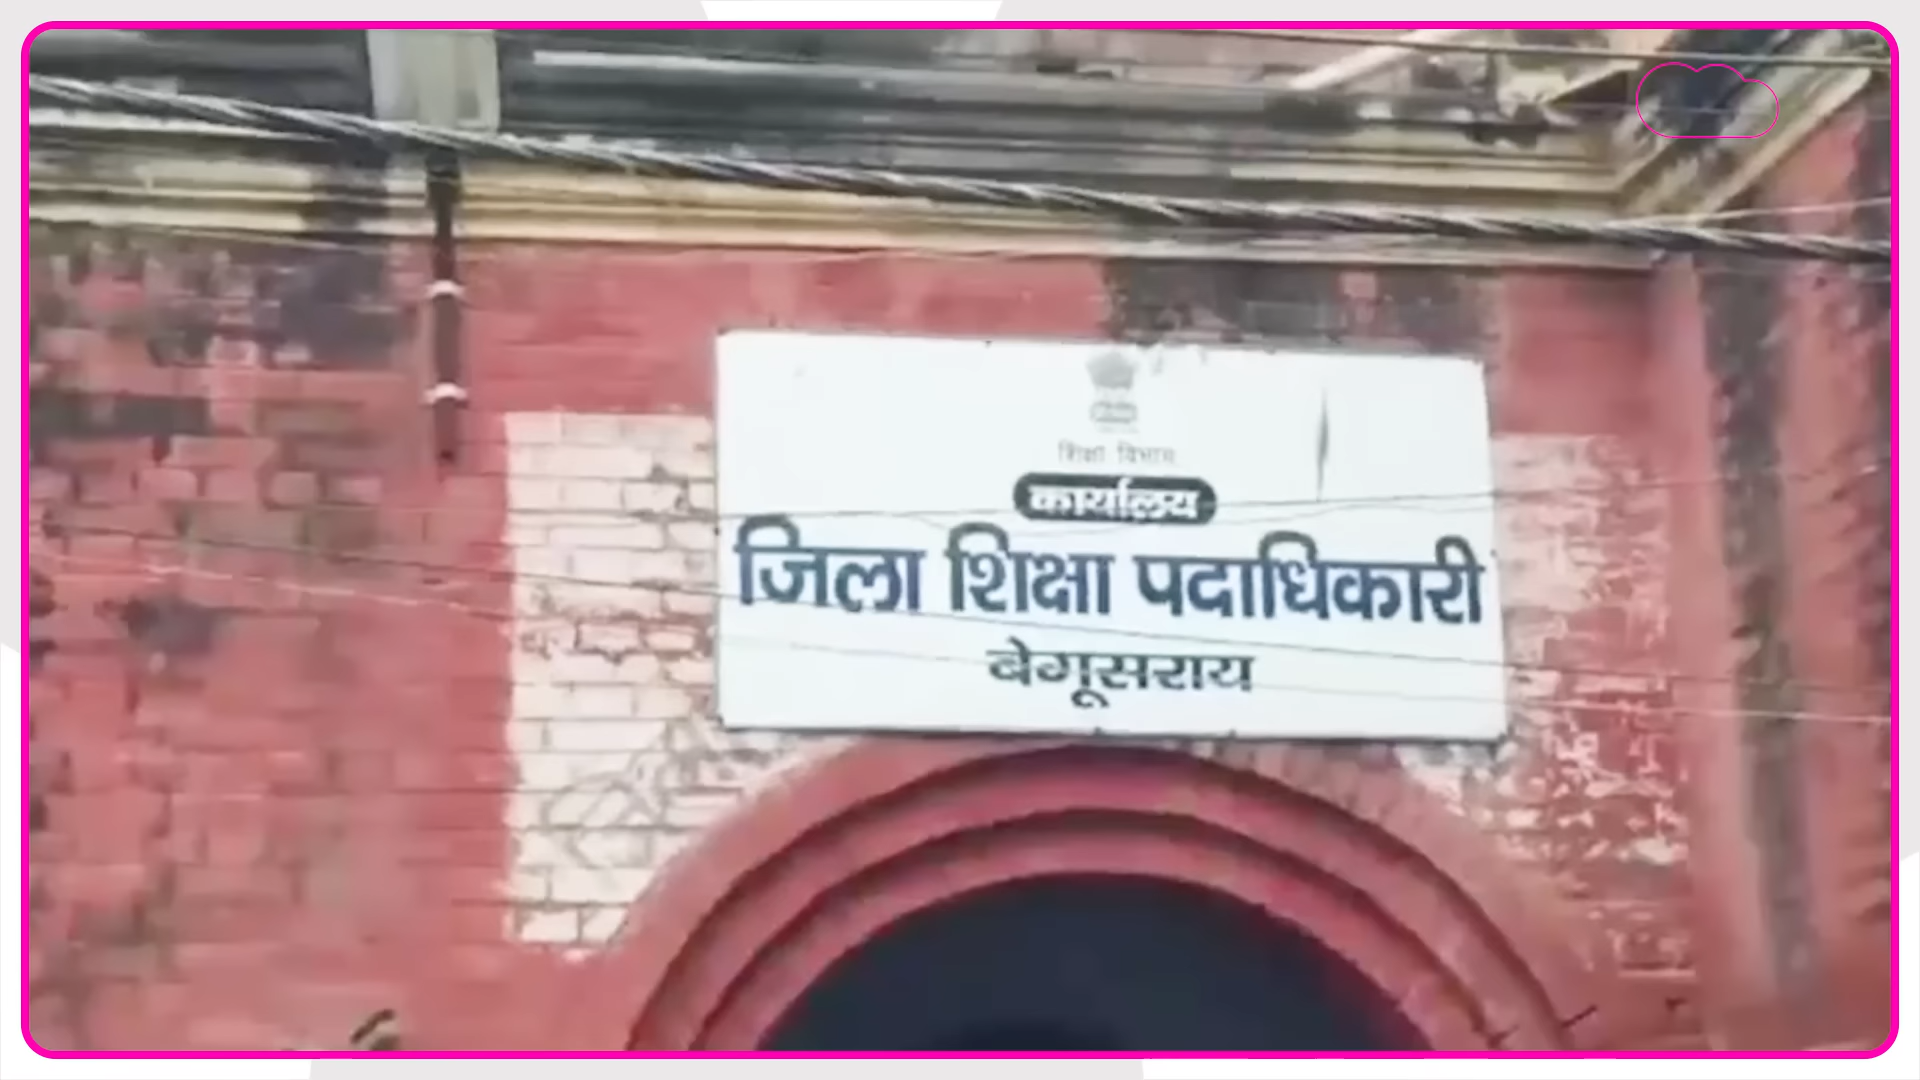 शिक्षा विभाग
कार्यालय
जिला शिक्षा पदाधिकारी
बेगूसराय